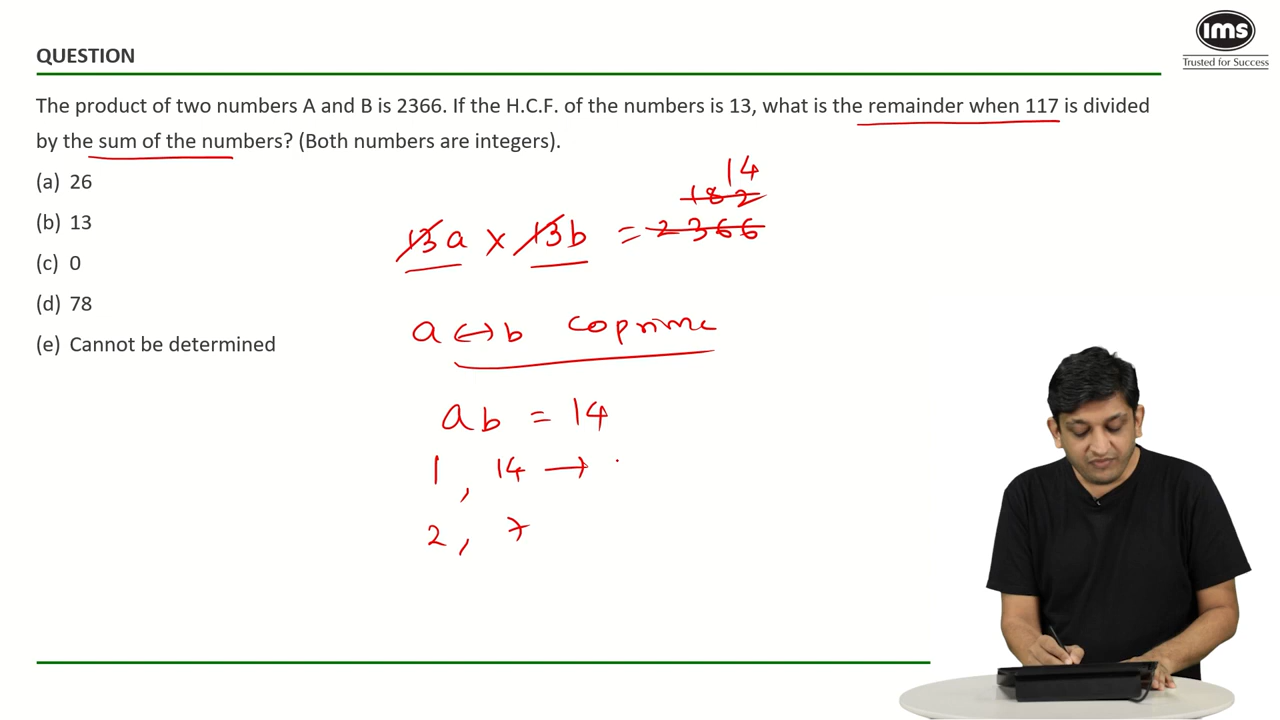 ims
Trusted for Success
QUESTION
The product of two numbers A and B is 2366. If the H.C.F. of the numbers is 13, what is the remainder when 117 is divided
by the sum of the numbers? (Both numbers are integers).
(a) 26
(b) 13
(c) 0
(d) 78
(e) Cannot be determined
14
182
13a × 13b = 2366
a ↔ b coprime
ab = 14
1, 14 →
2, 7